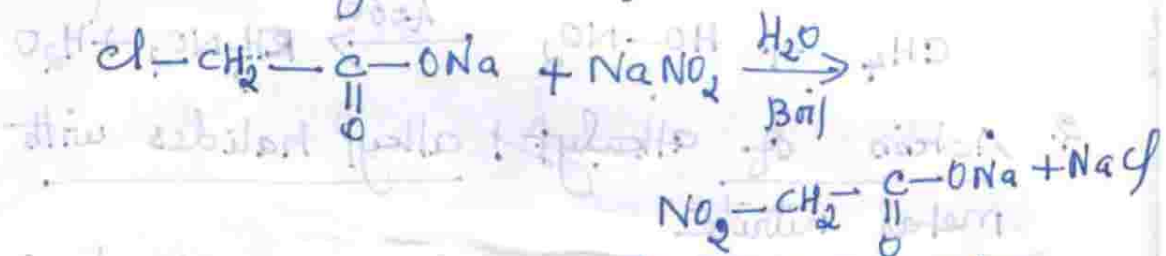 Cl—CH2—C—ONa + NaNO2 H2O
||
O Boil
NO2—CH2—C—ONa + NaCl
||
O